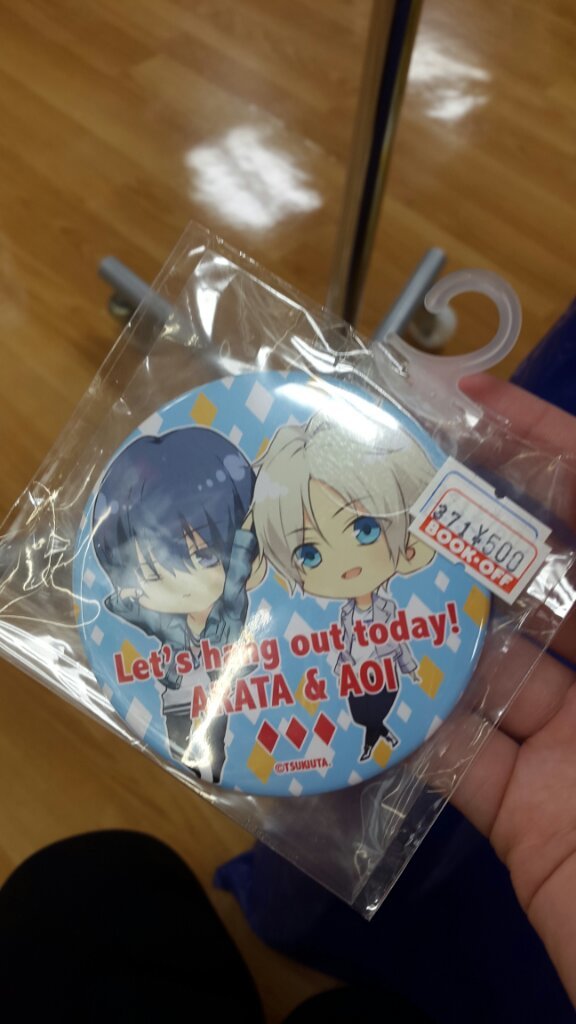 371 ¥500
BOOK·OFF
Let's hang out today!
ARATA & AOI
©TSUKIUTA.